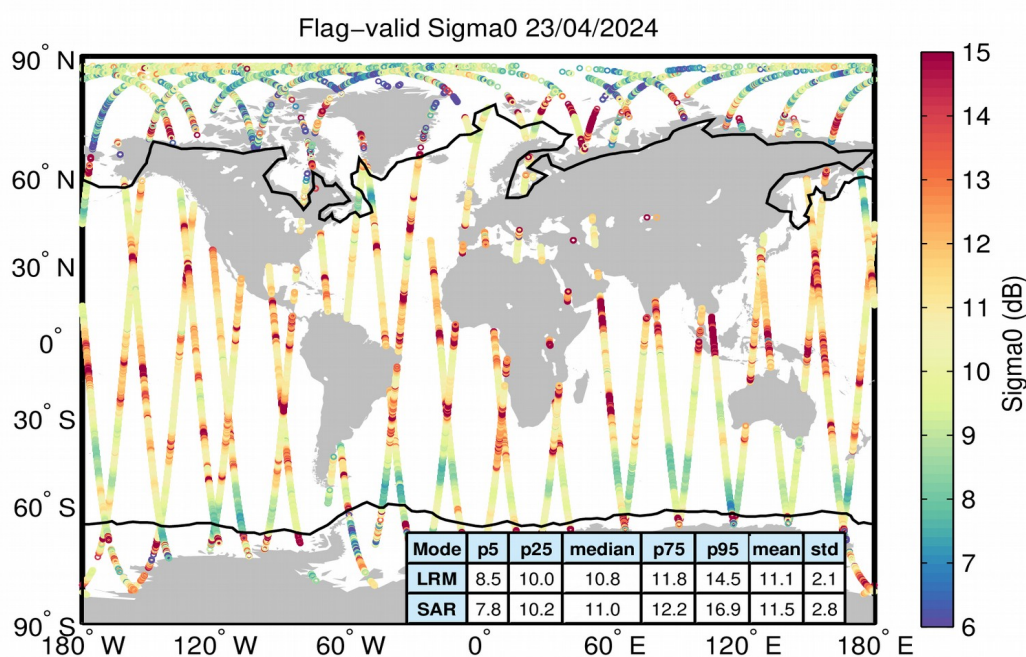 Flag−valid Sigma0 23/04/2024
90° N
60° N
30° N
0°
30° S
60° S
90° S
180° W
120° W
60° W
0°
60° E
120° E
180° E
15
14
13
12
11
10
9
8
7
6
Sigma0 (dB)
Mode p5 p25 median p75 p95 mean std
LRM 8.5 10.0 10.8 11.8 14.5 11.1 2.1
SAR 7.8 10.2 11.0 12.2 16.9 11.5 2.8